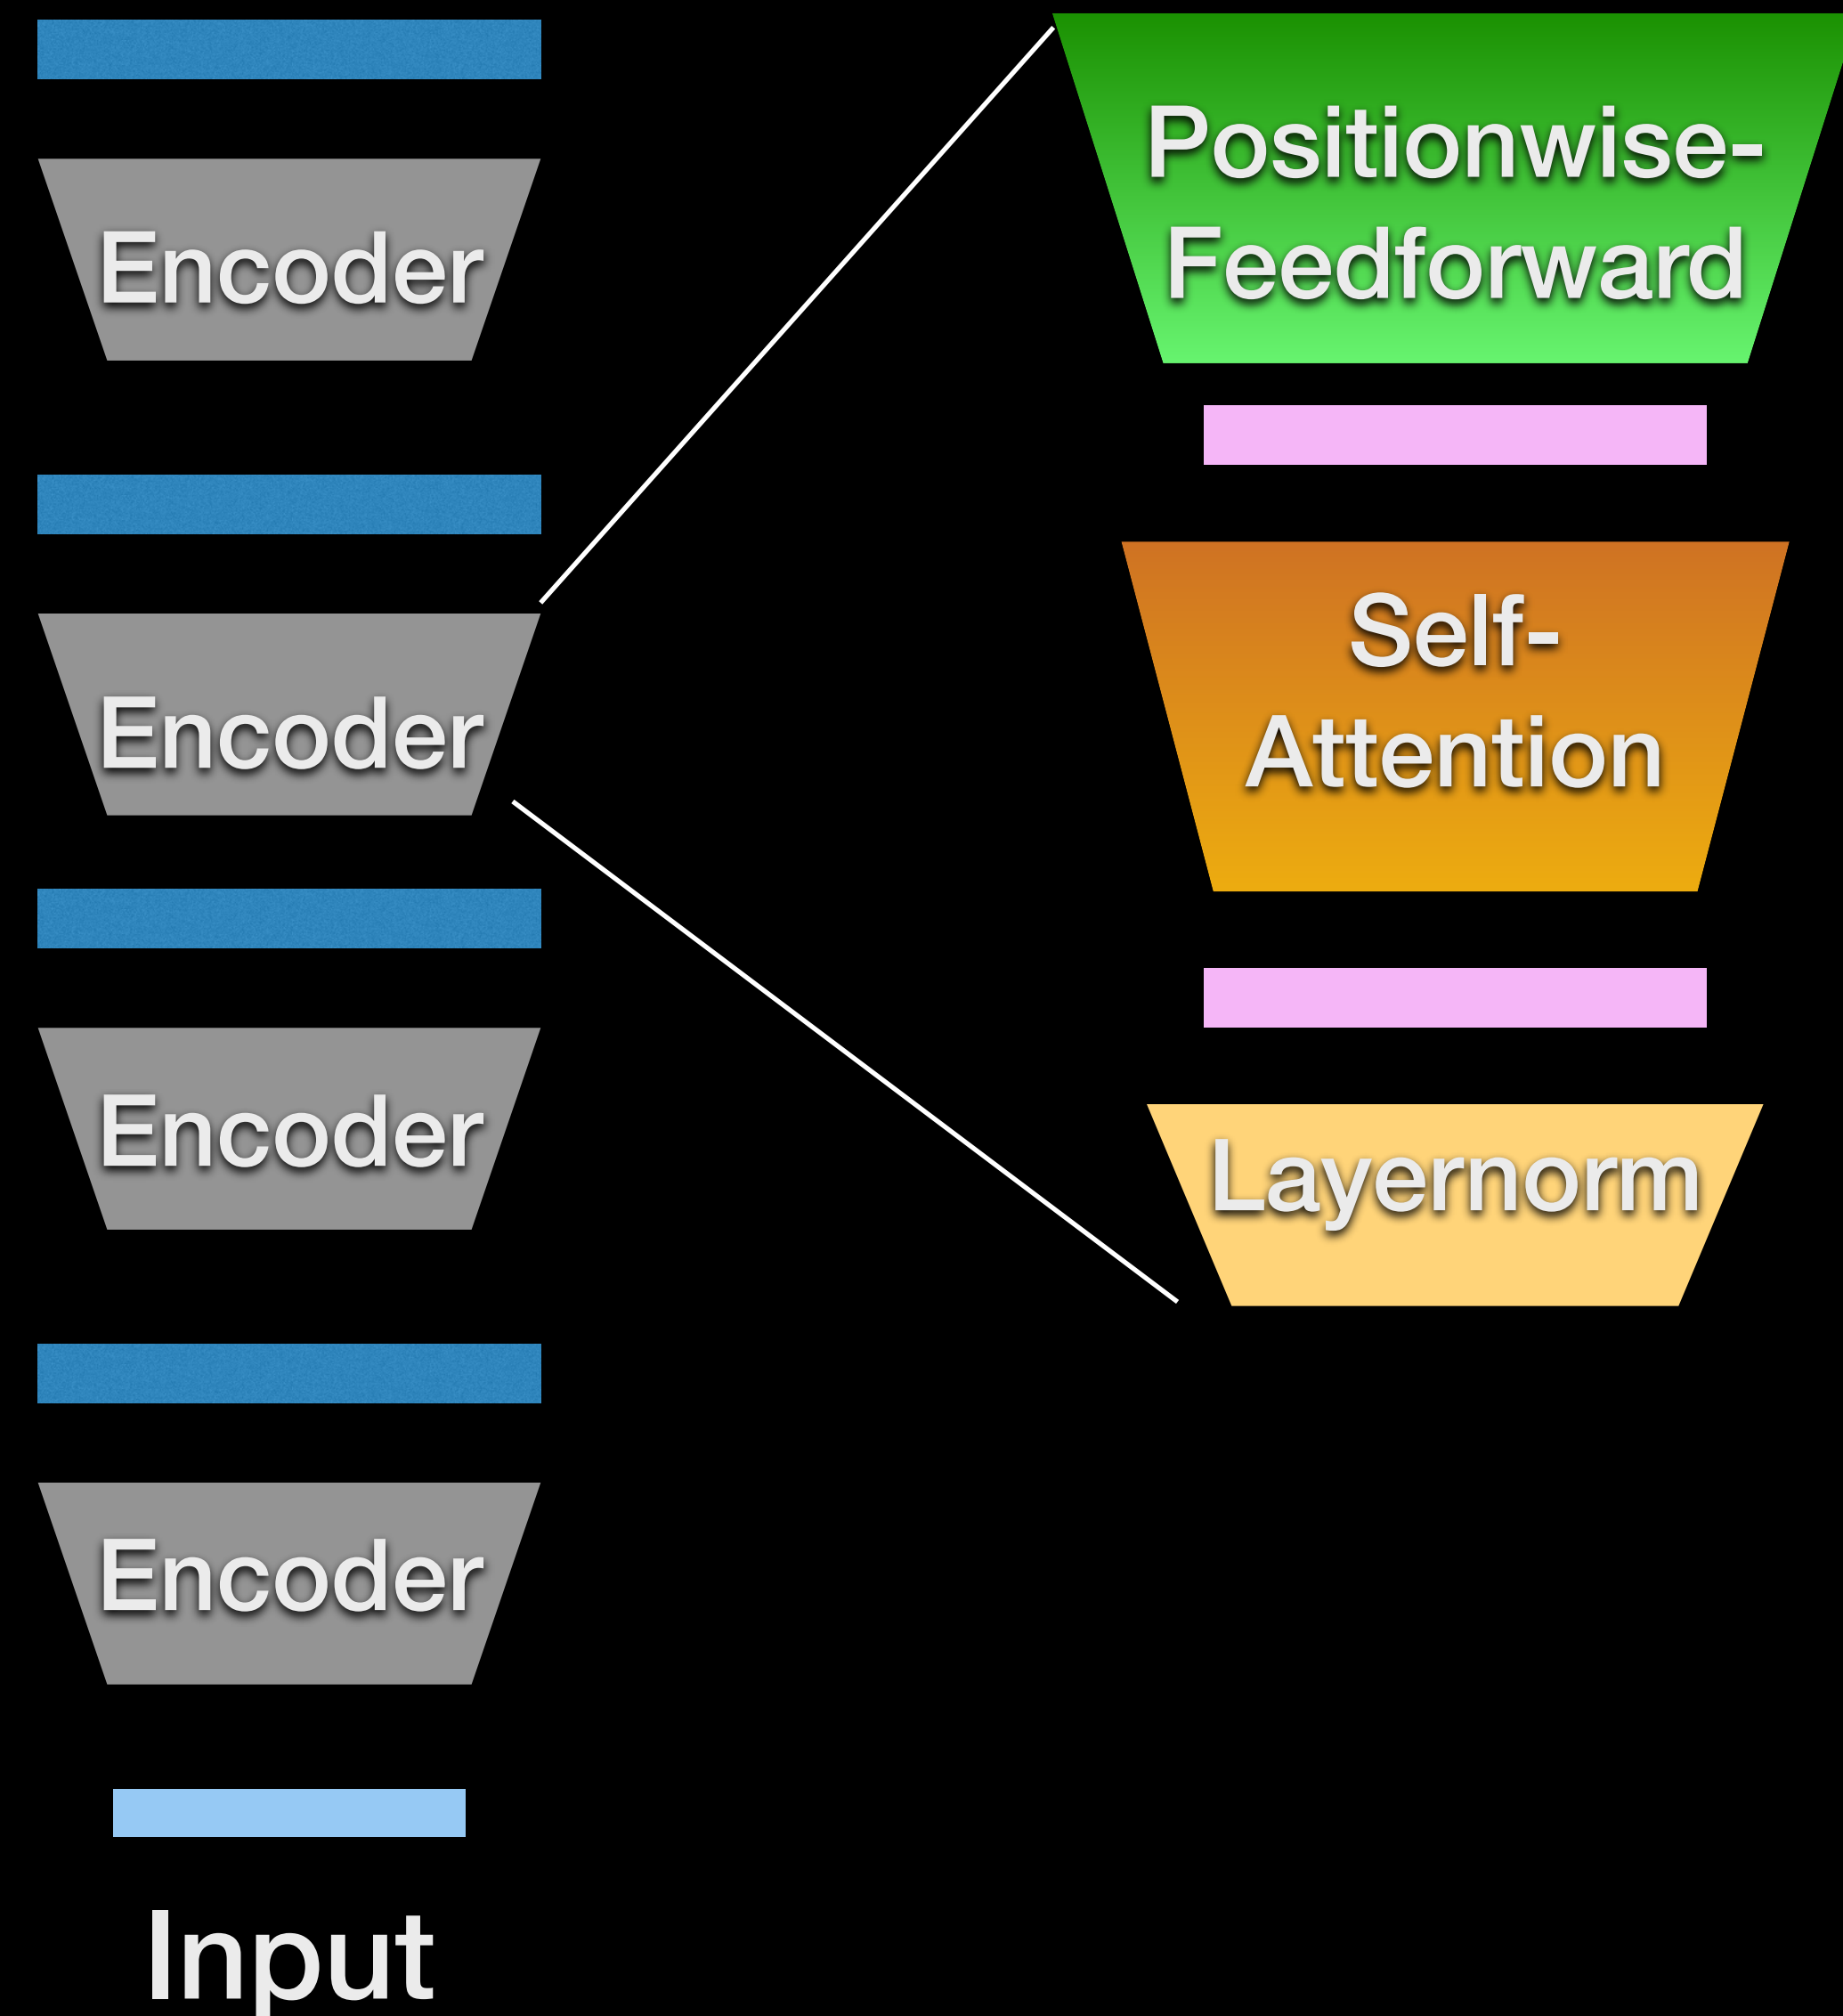 Encoder
Encoder
Encoder
Encoder
Input
Positionwise-
Feedforward
Self-
Attention
Layernorm